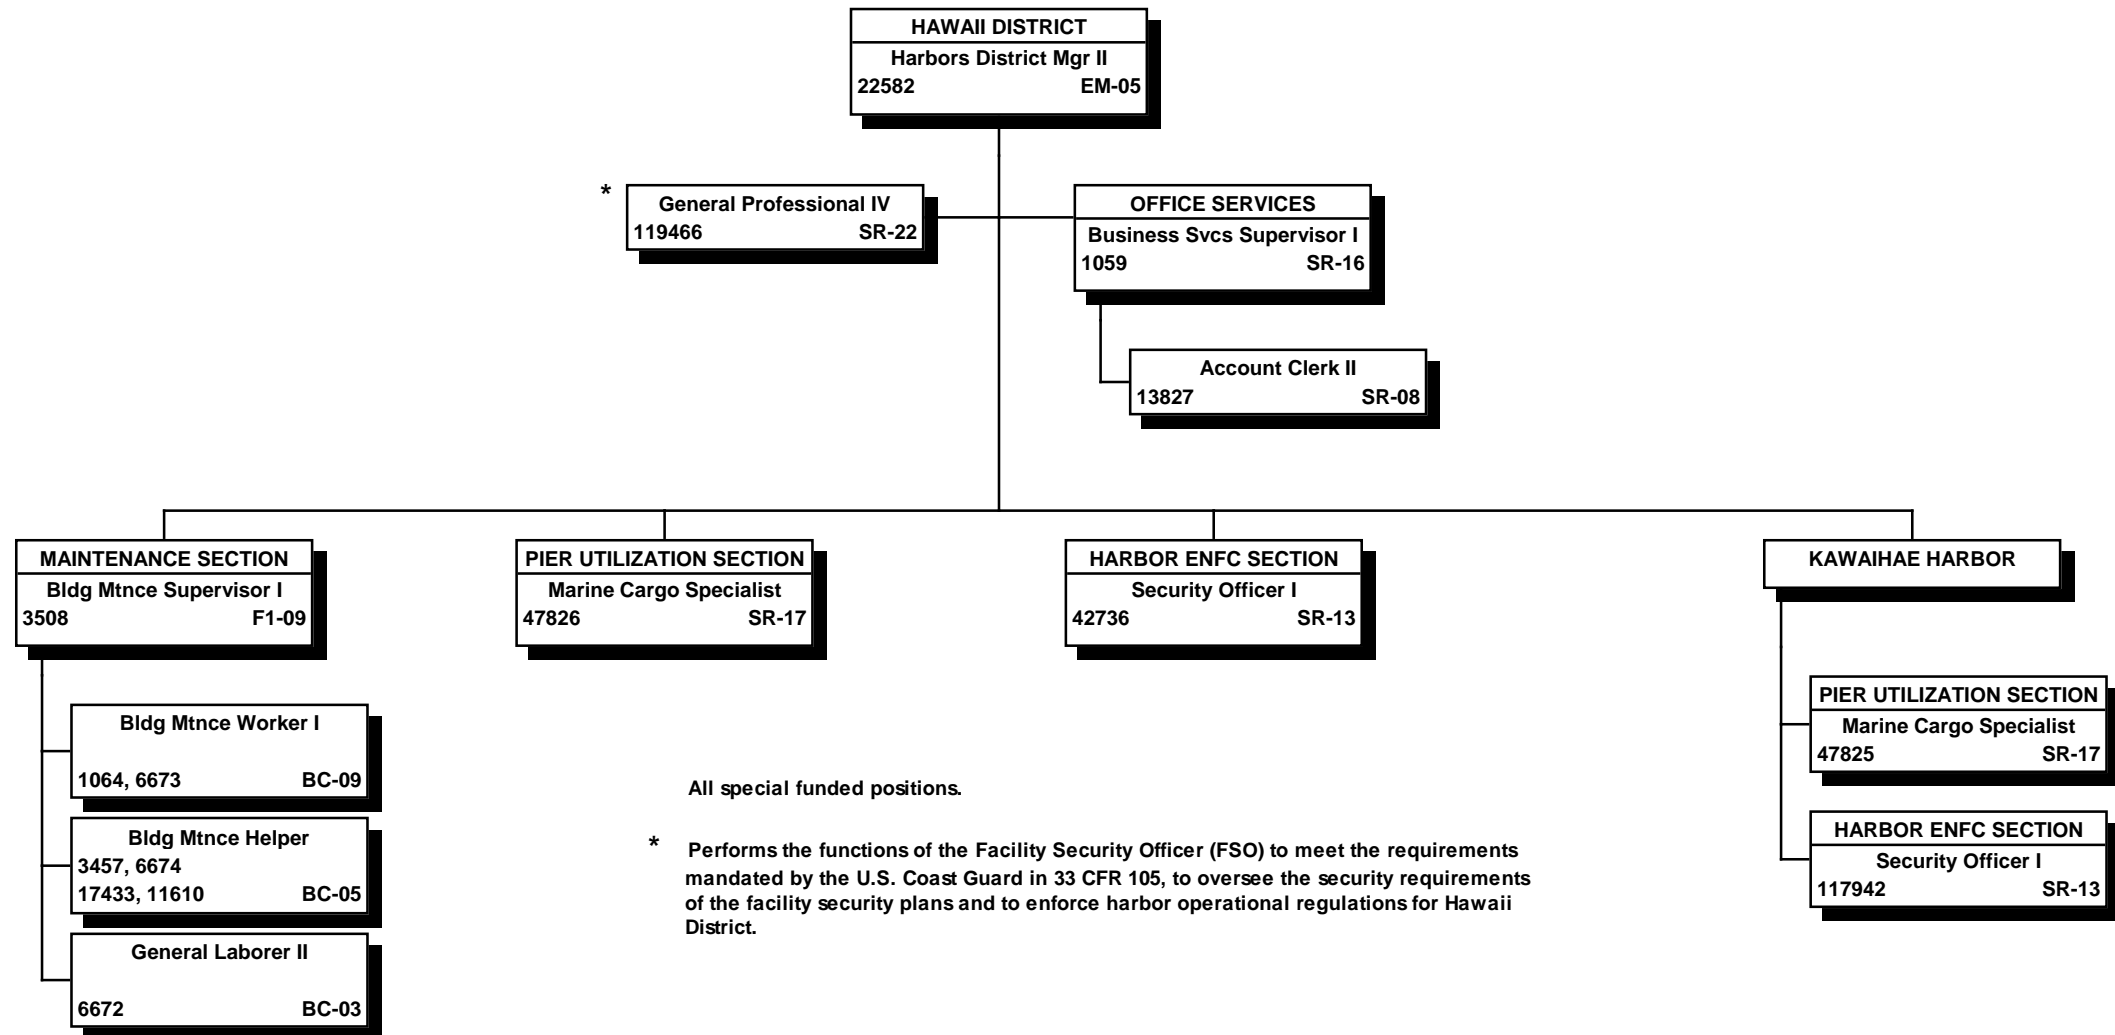 HAWAII DISTRICT
Harbors District Mgr II
22582 EM-05
*
General Professional IV
119466 SR-22
OFFICE SERVICES
Business Svcs Supervisor I
1059 SR-16
Account Clerk II
13827 SR-08
MAINTENANCE SECTION
Bldg Mtnce Supervisor I
3508 F1-09
Bldg Mtnce Worker I
1064, 6673 BC-09
Bldg Mtnce Helper
3457, 6674
17433, 11610 BC-05
General Laborer II
6672 BC-03
PIER UTILIZATION SECTION
Marine Cargo Specialist
47826 SR-17
HARBOR ENFC SECTION
Security Officer I
42736 SR-13
KAWAIHAE HARBOR
PIER UTILIZATION SECTION
Marine Cargo Specialist
47825 SR-17
HARBOR ENFC SECTION
Security Officer I
117942 SR-13
All special funded positions.
* Performs the functions of the Facility Security Officer (FSO) to meet the requirements
mandated by the U.S. Coast Guard in 33 CFR 105, to oversee the security requirements
of the facility security plans and to enforce harbor operational regulations for Hawaii
District.